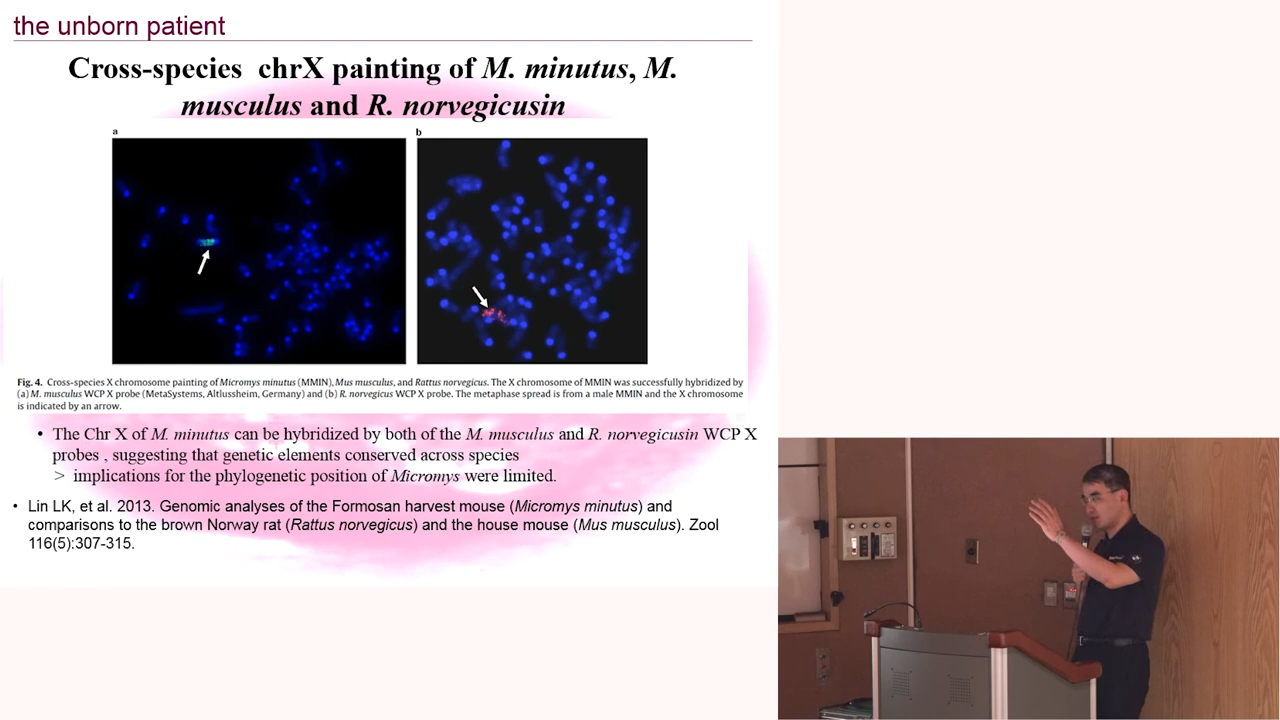 the unborn patient
Cross-species chrX painting of M. minutus, M.
musculus and R. norvegicusin
a
b
Fig. 4. Cross-species X chromosome painting of Micromys minutus (MMIN), Mus musculus, and Rattus norvegicus. The X chromosome of MMIN was successfully hybridized by
(a) M. musculus WCP X probe (MetaSystems, Altlussheim, Germany) and (b) R. norvegicus WCP X probe. The metaphase spread is from a male MMIN and the X chromosome
is indicated by an arrow.
• The Chr X of M. minutus can be hybridized by both of the M. musculus and R. norvegicusin WCP X
probes , suggesting that genetic elements conserved across species
> implications for the phylogenetic position of Micromys were limited.
• Lin LK, et al. 2013. Genomic analyses of the Formosan harvest mouse (Micromys minutus) and
comparisons to the brown Norway rat (Rattus norvegicus) and the house mouse (Mus musculus). Zool
116(5):307-315.